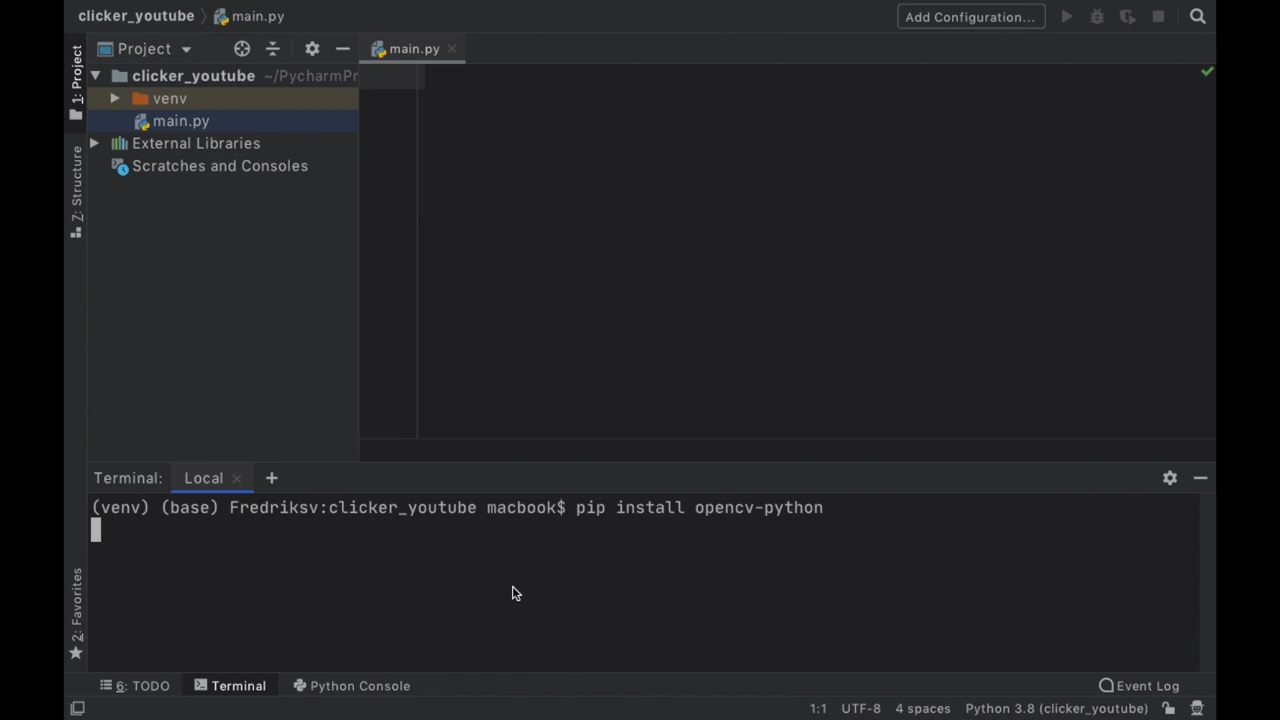 clicker_youtube main.py
Add Configuration...
1: Project
Project
main.py
clicker_youtube ~/PycharmPr
venv
main.py
External Libraries
Scratches and Consoles
7: Structure
2: Favorites
Terminal: Local +
(venv) (base) Fredriksv:clicker_youtube macbook$ pip install opencv-python
6: TODO
Terminal
Python Console
Event Log
1:1 UTF-8 4 spaces Python 3.8 (clicker_youtube)